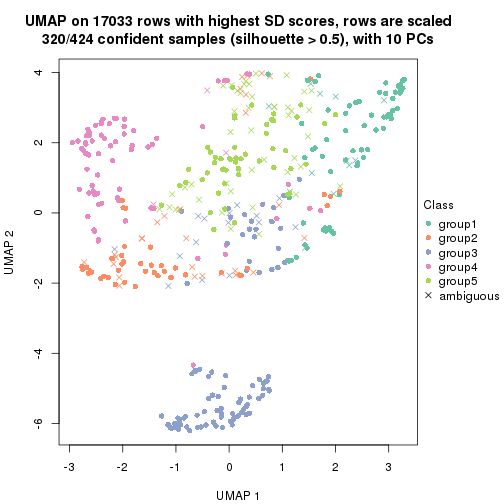 UMAP on 17033 rows with highest SD scores, rows are scaled
320/424 confident samples (silhouette > 0.5), with 10 PCs
4
2
0
-2
-4
-6
UMAP 2
-3 -2 -1 0 1 2 3
UMAP 1
Class
group1
group2
group3
group4
group5
ambiguous